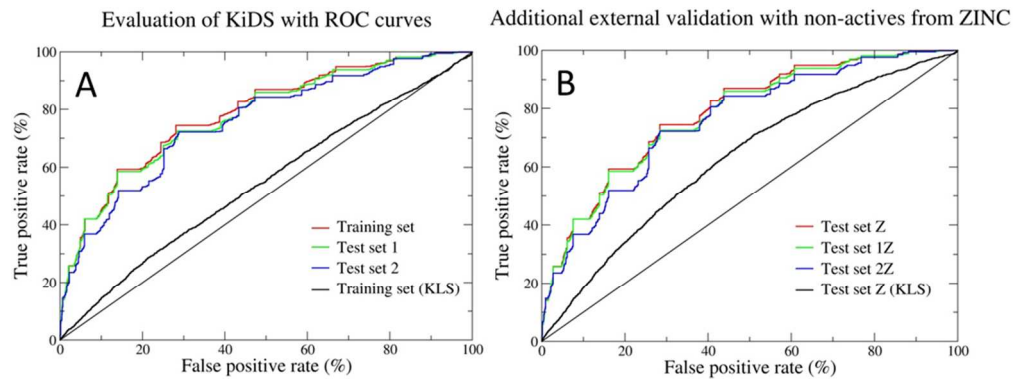 Evaluation of KiDS with ROC curves
A
True positive rate (%)
100
80
60
40
20
0
Training set
Test set 1
Test set 2
Training set (KLS)
0 20 40 60 80 100
False positive rate (%)
Additional external validation with non-actives from ZINC
B
True positive rate (%)
100
80
60
40
20
0
Test set Z
Test set 1Z
Test set 2Z
Test set Z (KLS)
0 20 40 60 80 100
False positive rate (%)